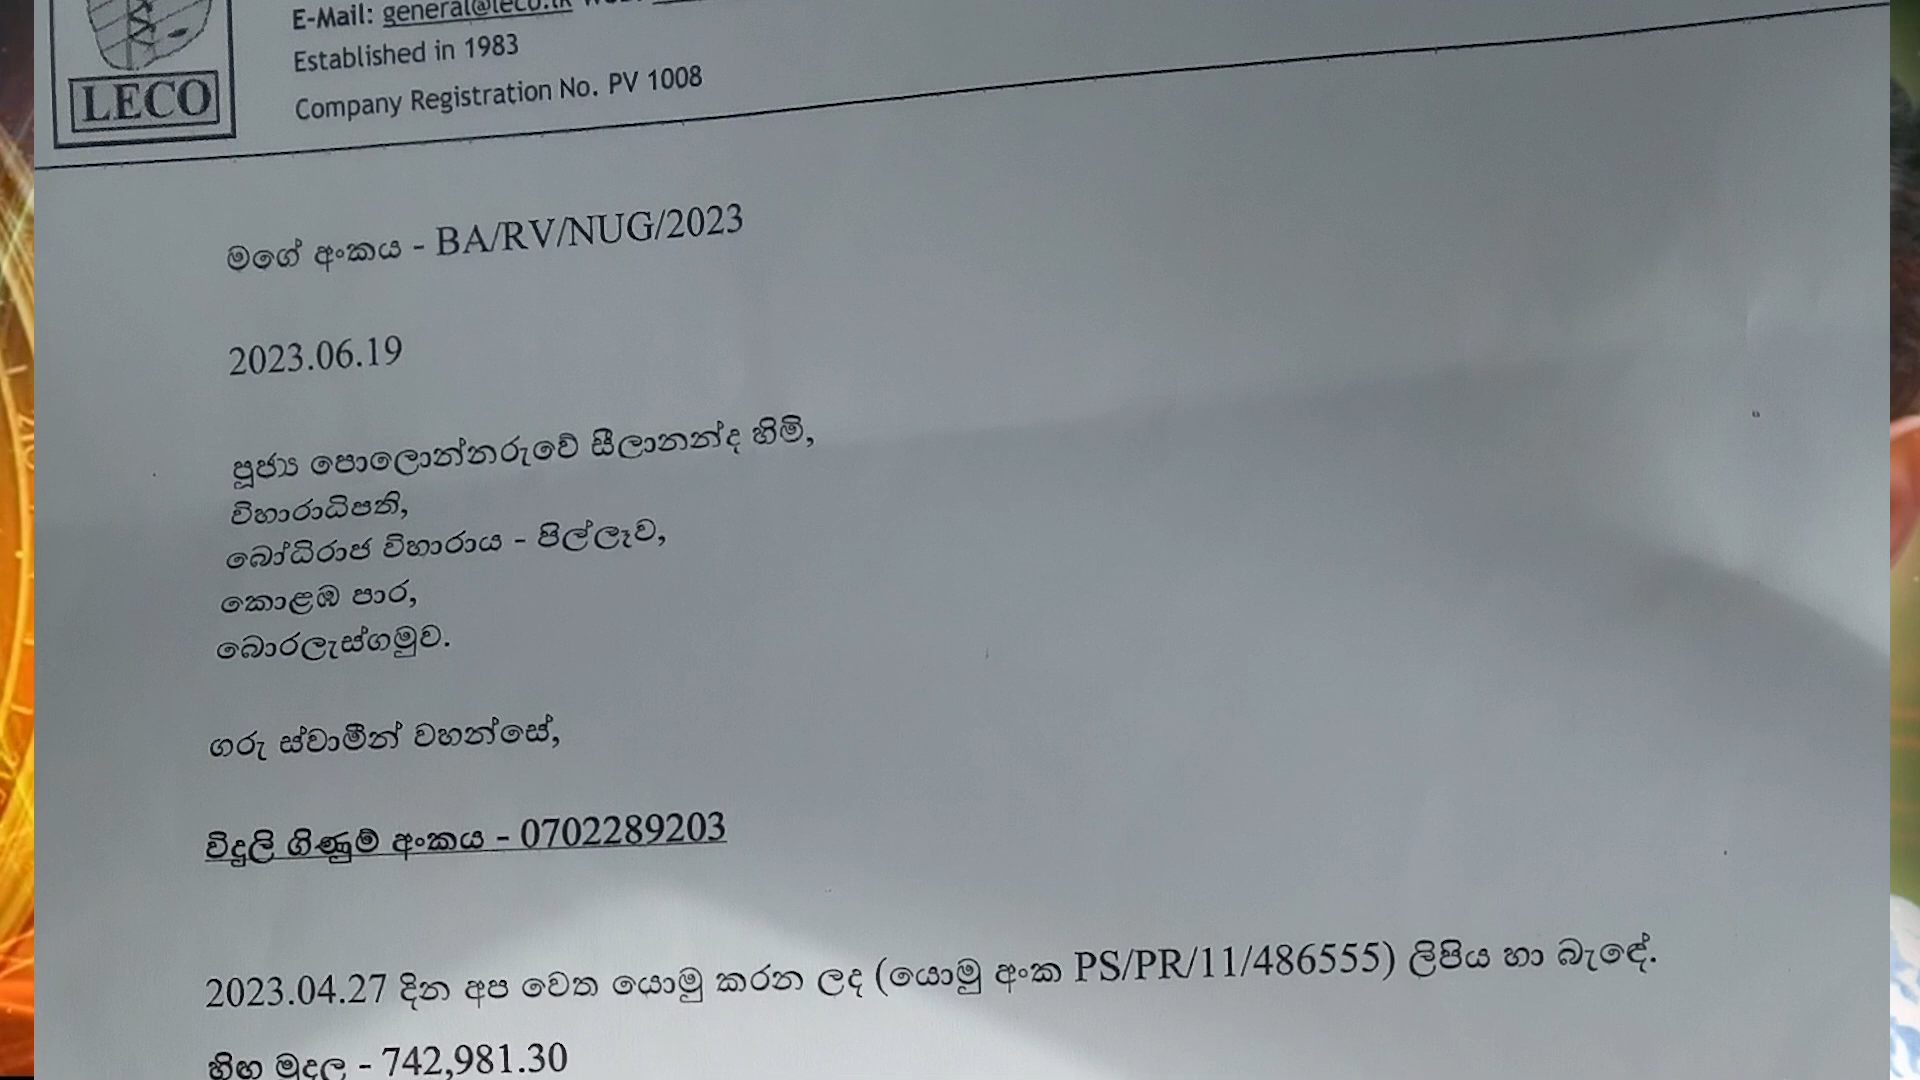 E-Mail: general@leco.lk
Established in 1983
Company Registration No. PV 1008
LECO
මගේ අංකය - BA/RV/NUG/2023
2023.06.19
පූජ්‍ය පොලොන්නරුවේ සීලානන්ද හිමි,
විහාරාධිපති,
බෝධිරාජ විහාරාය - පිල්ලෑව,
කොළඹ පාර,
බොරලැස්ගමුව.
ගරු ස්වාමීන් වහන්සේ,
විදුලි ගිණුම් අංකය - 0702289203
2023.04.27 දින අප වෙත යොමු කරන ලද (යොමු අංක PS/PR/11/486555) ලිපිය හා බැඳේ.
හිඟ මුදල - 742,981.30